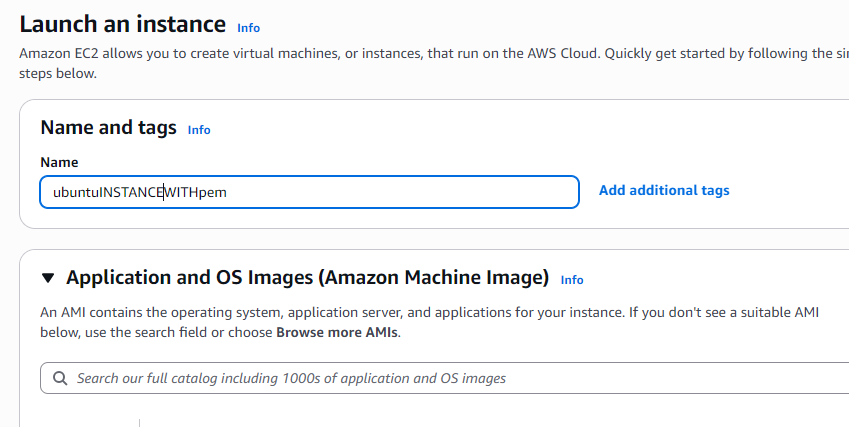 Launch an instance Info
Amazon EC2 allows you to create virtual machines, or instances, that run on the AWS Cloud. Quickly get started by following the
steps below.
Name and tags Info
Name
ubuntuINSTANCEWITHpem
Add additional tags
Application and OS Images (Amazon Machine Image) Info
An AMI contains the operating system, application server, and applications for your instance. If you don't see a suitable AMI
below, use the search field or choose Browse more AMIs.
Search our full catalog including 1000s of application and OS images